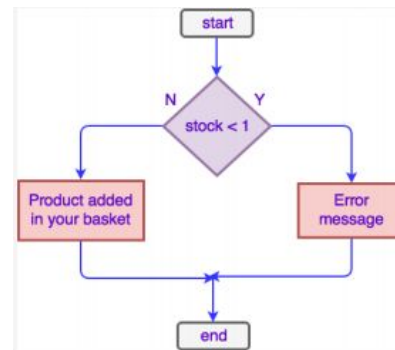 start
N
Y
stock < 1
Product added
in your basket
Error
message
end